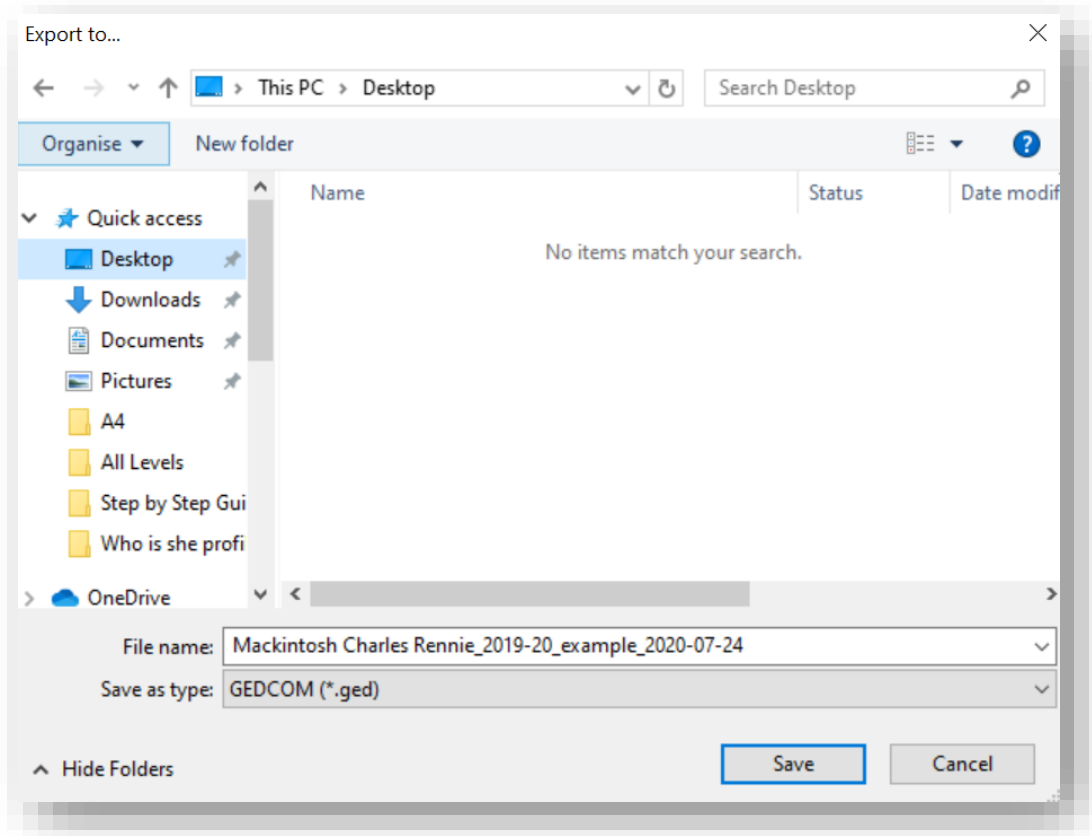 Export to...
This PC > Desktop
Search Desktop
Organise
New folder
?
Name
Status
Date modif
Quick access
No items match your search.
Desktop
Downloads
Documents
Pictures
A4
All Levels
Step by Step Gui
Who is she profi
OneDrive
File name: Mackintosh Charles Rennie_2019-20_example_2020-07-24
Save as type: GEDCOM (*.ged)
Hide Folders
Save
Cancel